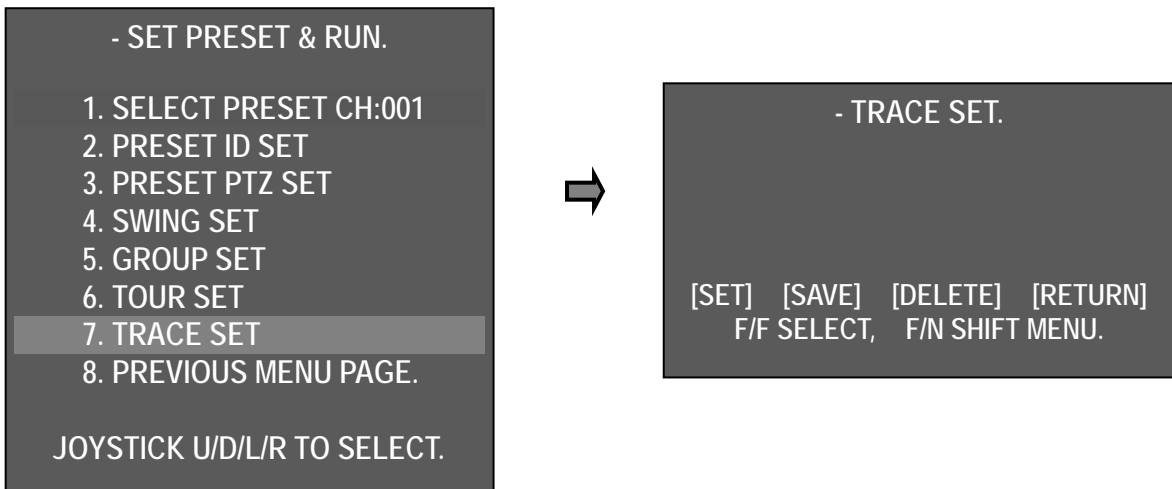 - SET PRESET & RUN.
1. SELECT PRESET CH:001
2. PRESET ID SET
3. PRESET PTZ SET
4. SWING SET
5. GROUP SET
6. TOUR SET
7. TRACE SET
8. PREVIOUS MENU PAGE.
JOYSTICK U/D/L/R TO SELECT.
- TRACE SET.
[SET] [SAVE] [DELETE] [RETURN]
F/F SELECT, F/N SHIFT MENU.